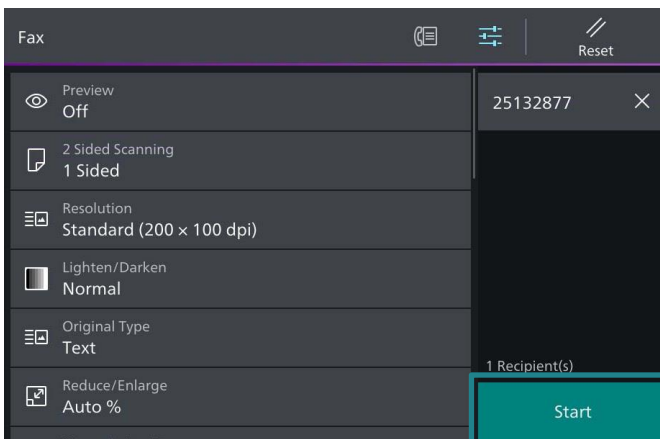 Fax
Reset
Preview
Off
2 Sided Scanning
1 Sided
Resolution
Standard (200 × 100 dpi)
Lighten/Darken
Normal
Original Type
Text
Reduce/Enlarge
Auto %
25132877
1 Recipient(s)
Start